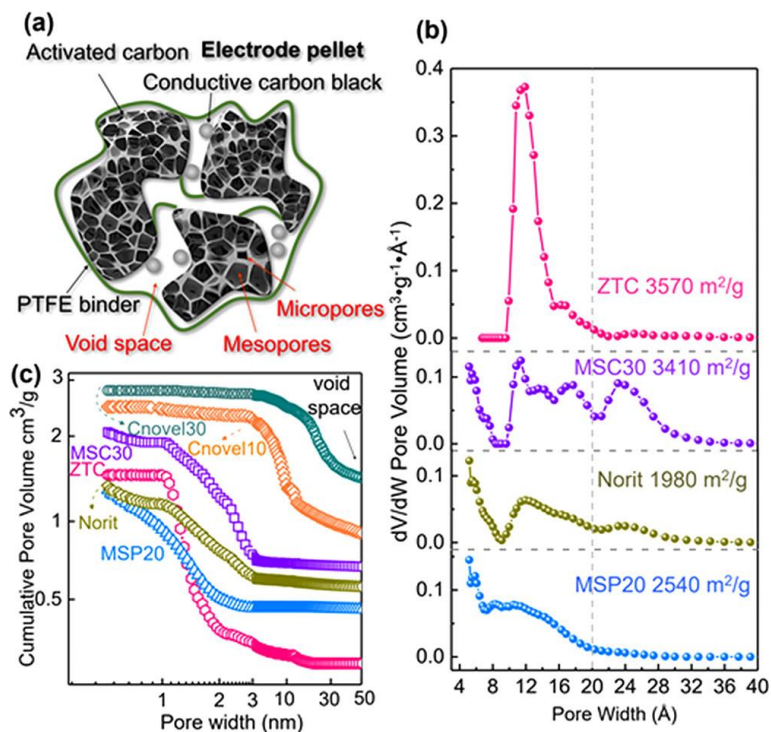 (a)
Activated carbon
Electrode pellet
Conductive carbon black
PTFE binder
Void space
Micropores
Mesopores
(b)
0.4
0.3
0.2
0.1
0.0
ZTC 3570 m²/g
MSC30 3410 m²/g
0.1
0.0
Norit 1980 m²/g
0.1
0.0
MSP20 2540 m²/g
0.1
0.0
dV/dW Pore Volume (cm³•g⁻¹•Å⁻¹)
4 8 12 16 20 24 28 32 36 40
Pore Width (Å)
(c)
3
2
1
0.5
Cumulative Pore Volume cm³/g
void
space
Cnovel30
Cnovel10
MSC30
ZTC
Norit
MSP20
1 3 10 30 50
Pore width (nm)